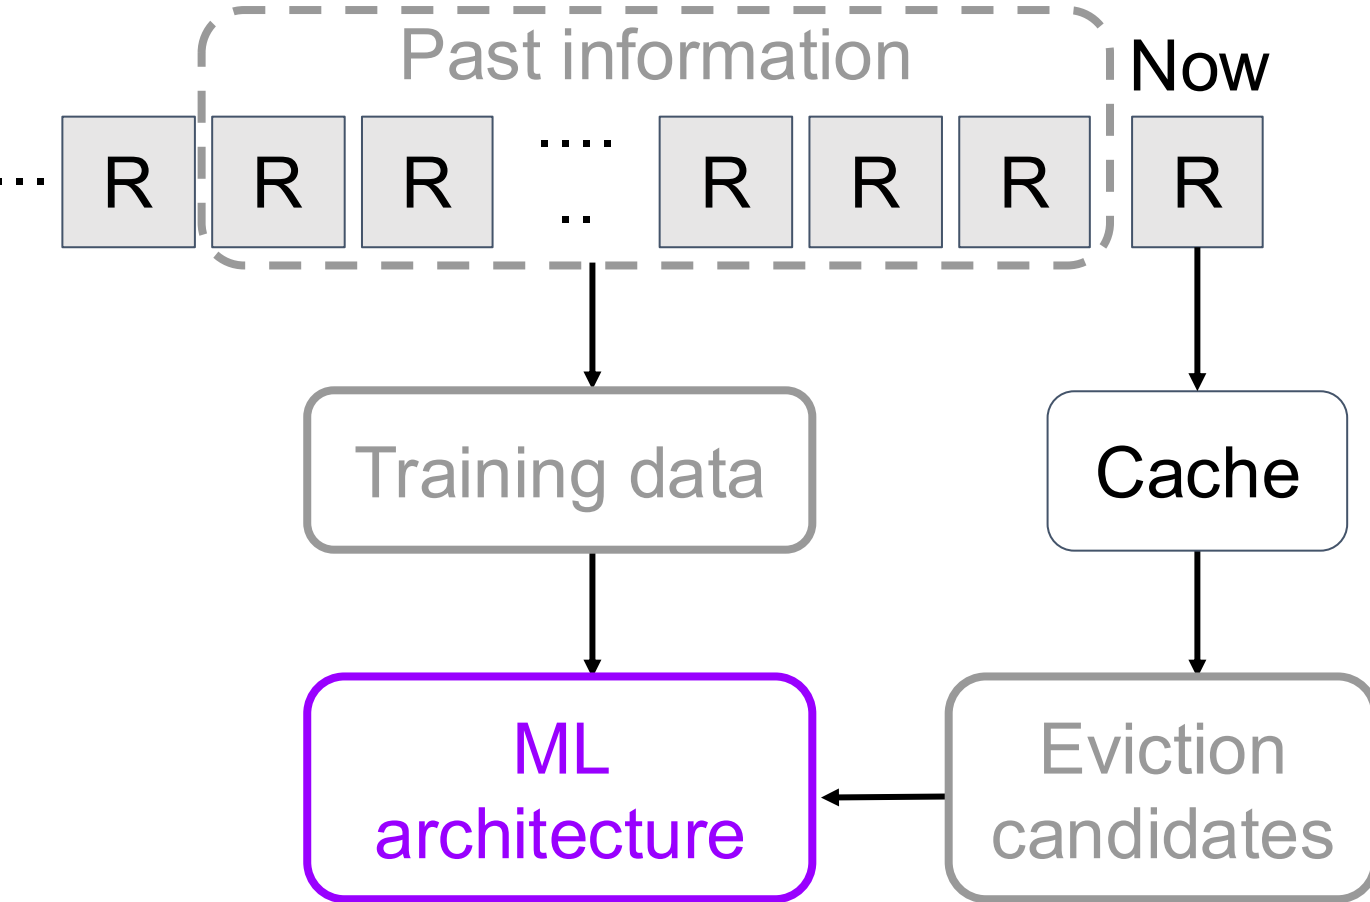 Past information
Now
... R R R ...... R R R R
Training data
Cache
ML
architecture
Eviction
candidates